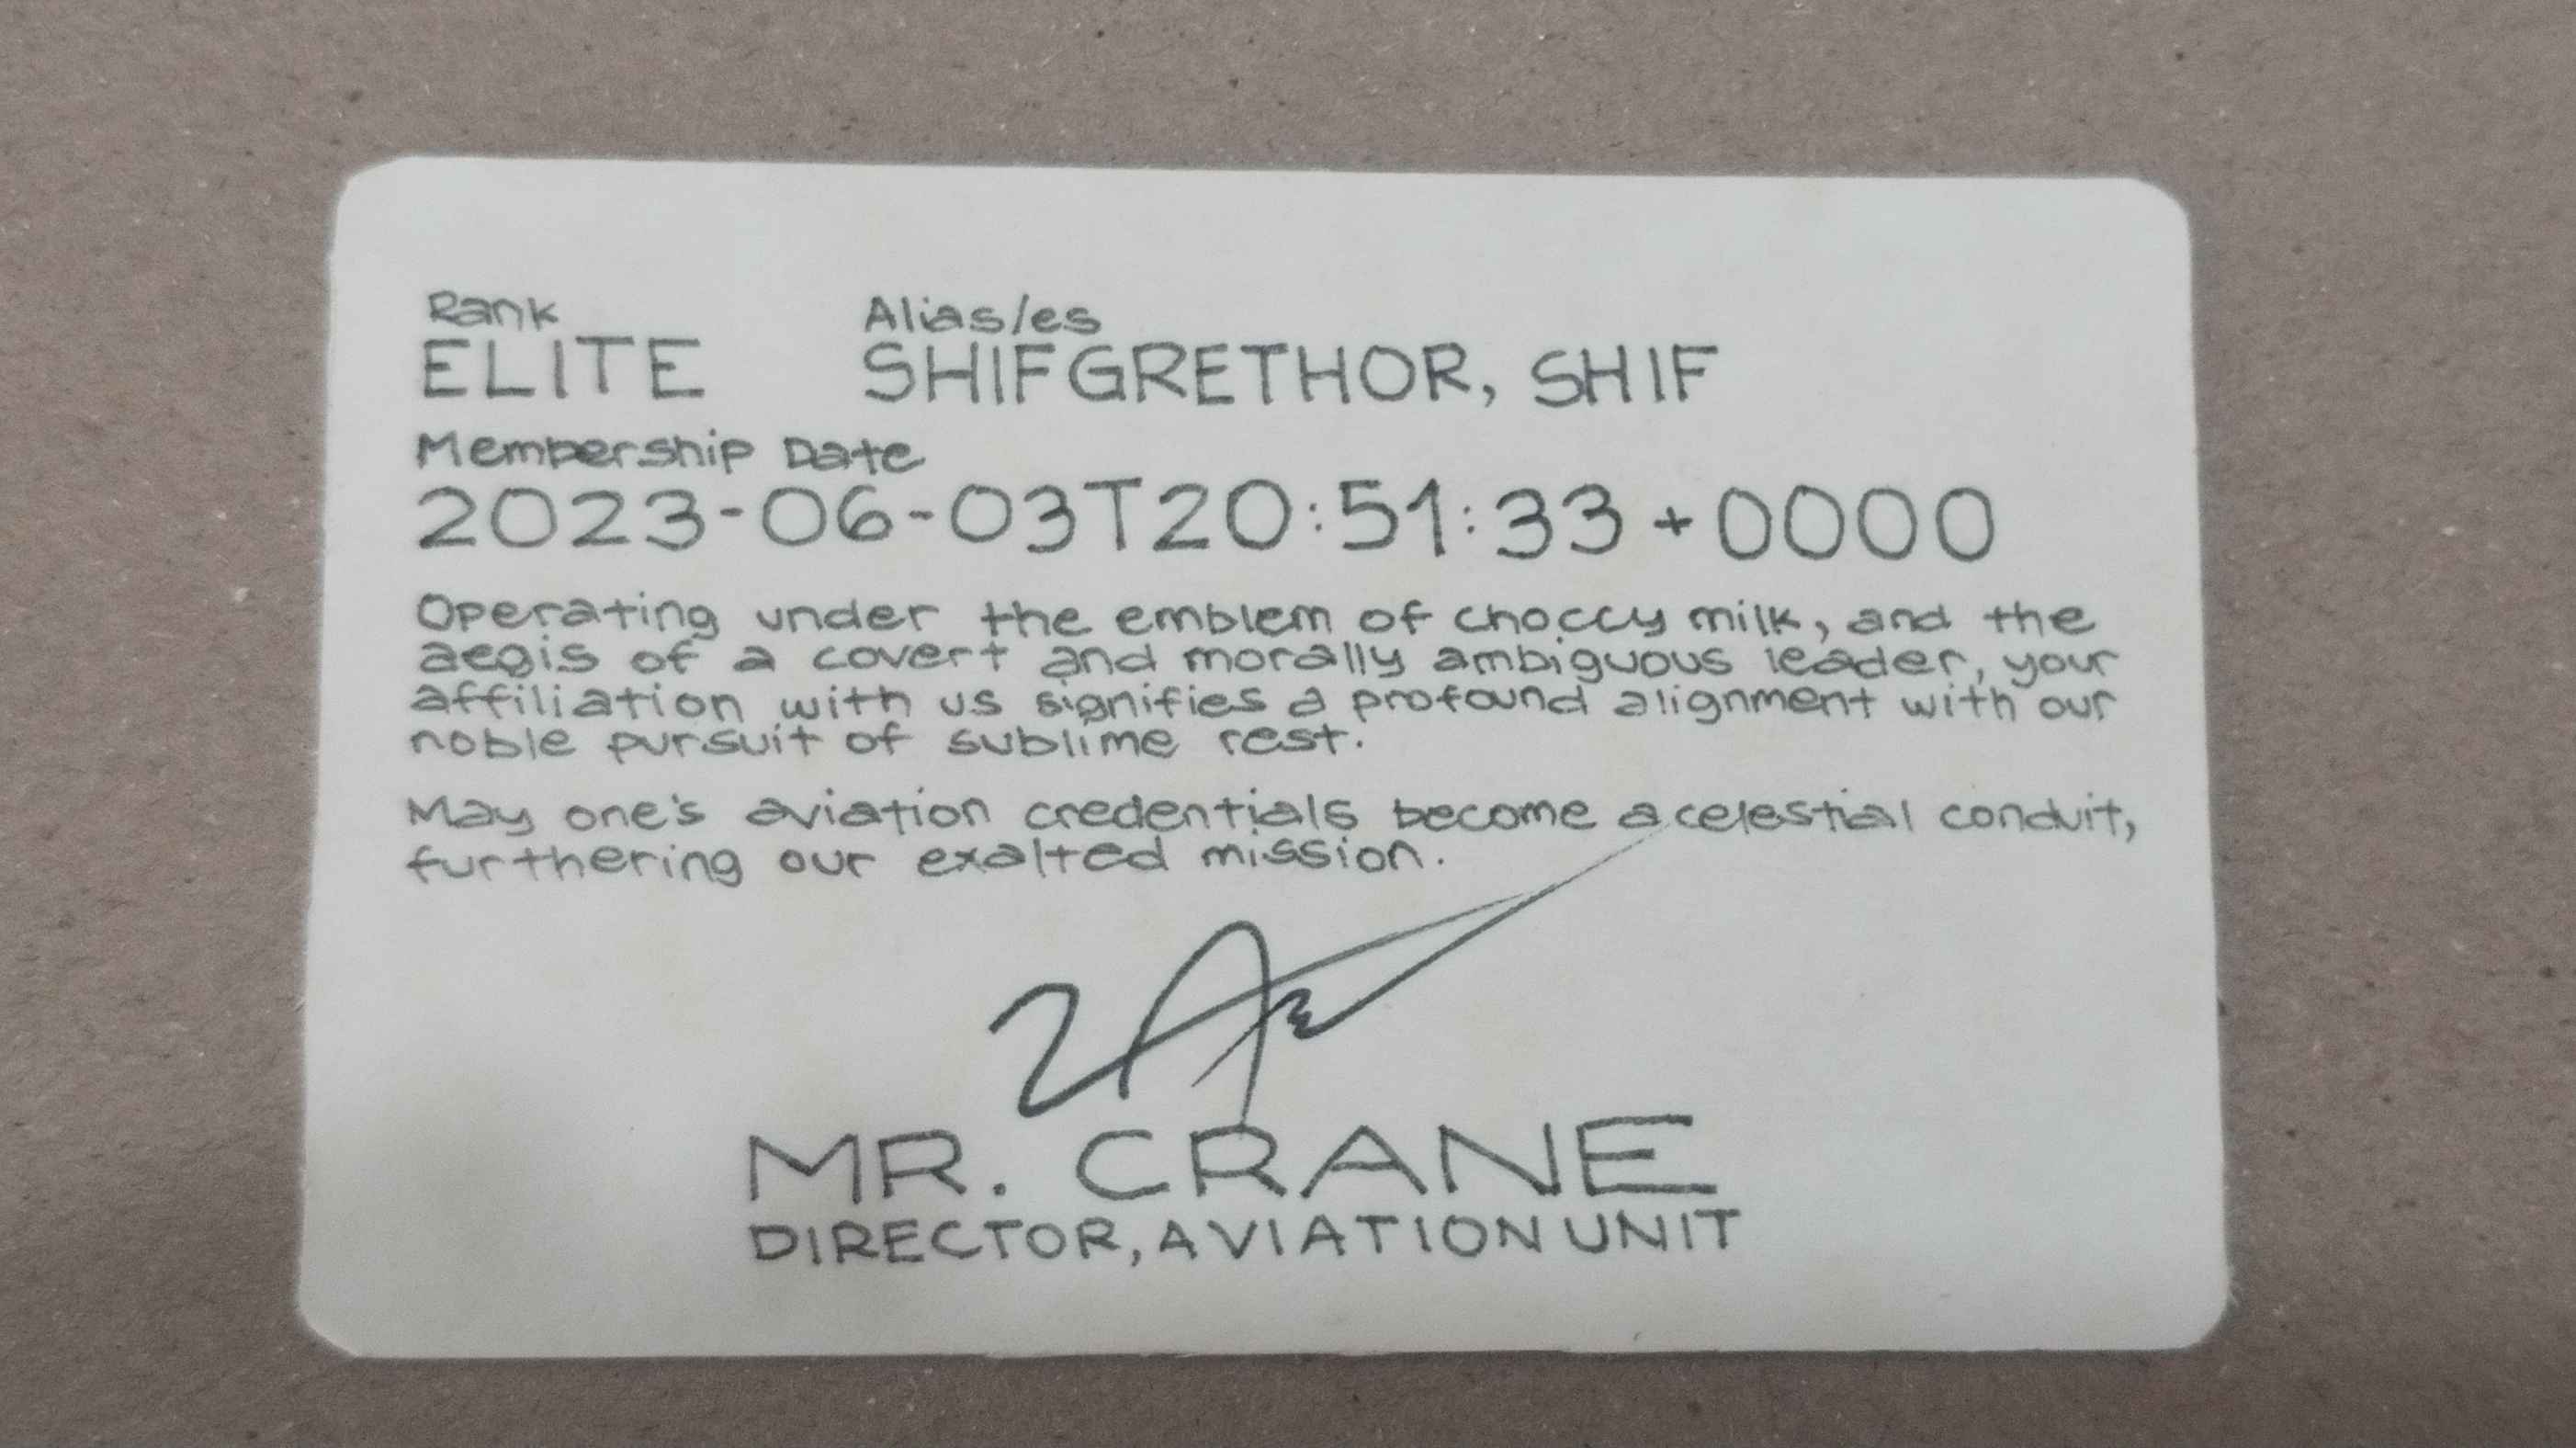 Rank Alias/es
ELITE SHIFGRETHOR, SHIF
Membership Date
2023-06-03T20:51:33+0000
Operating under the emblem of choccy milk, and the
aegis of a covert and morally ambiguous leader, your
affiliation with us signifies a profound alignment with our
noble pursuit of sublime rest.
May one's aviation credentials become a celestial conduit,
furthering our exalted mission.
MR. CRANE
DIRECTOR, AVIATION UNIT